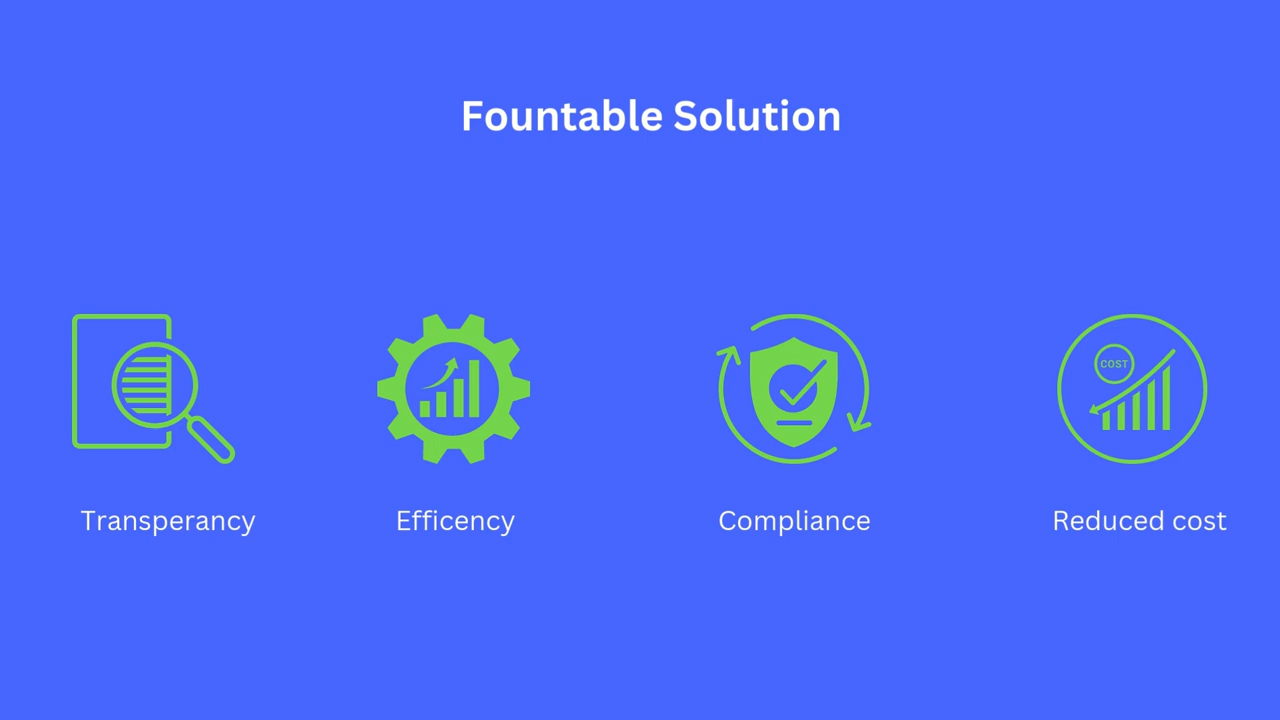 Fountable Solution
COST
Transperancy
Efficency
Compliance
Reduced cost